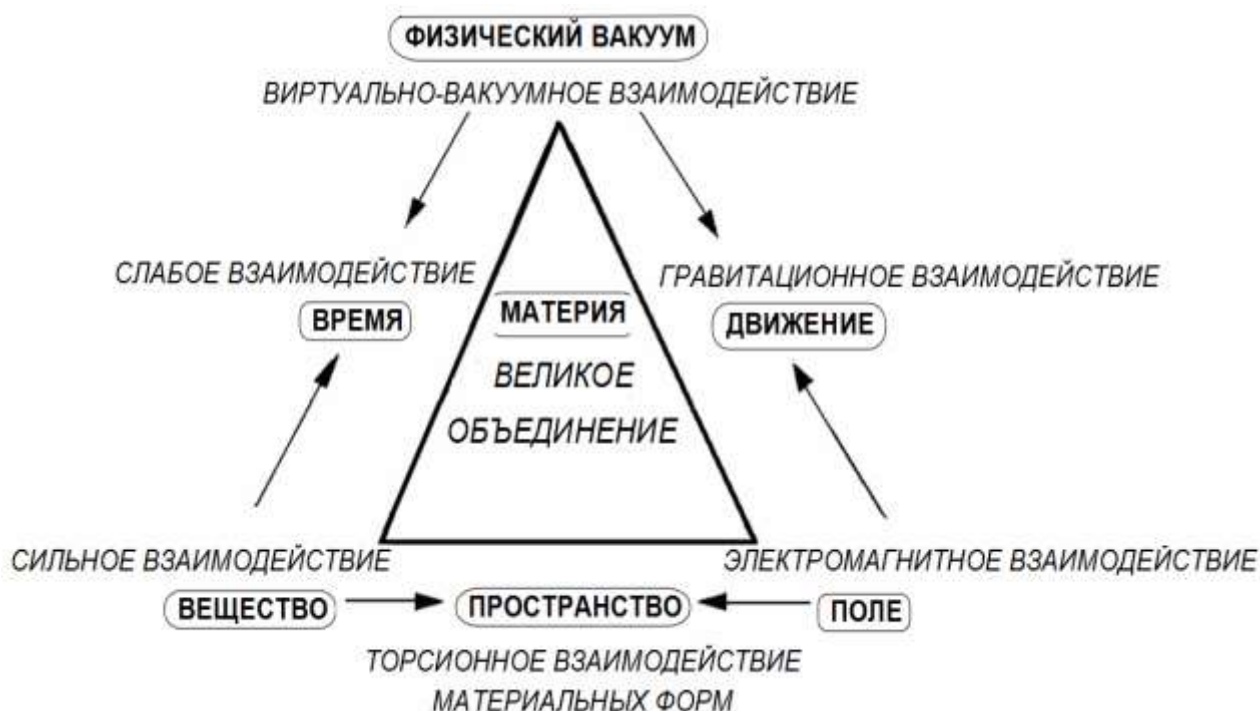 ФИЗИЧЕСКИЙ ВАКУУМ
ВИРТУАЛЬНО-ВАКУУМНОЕ ВЗАИМОДЕЙСТВИЕ
СЛАБОЕ ВЗАИМОДЕЙСТВИЕ
ВРЕМЯ
МАТЕРИЯ
ВЕЛИКОЕ
ОБЪЕДИНЕНИЕ
ГРАВИТАЦИОННОЕ ВЗАИМОДЕЙСТВИЕ
ДВИЖЕНИЕ
СИЛЬНОЕ ВЗАИМОДЕЙСТВИЕ
ВЕЩЕСТВО
ПРОСТРАНСТВО
ЭЛЕКТРОМАГНИТНОЕ ВЗАИМОДЕЙСТВИЕ
ПОЛЕ
ТОРСИОННОЕ ВЗАИМОДЕЙСТВИЕ
МАТЕРИАЛЬНЫХ ФОРМ